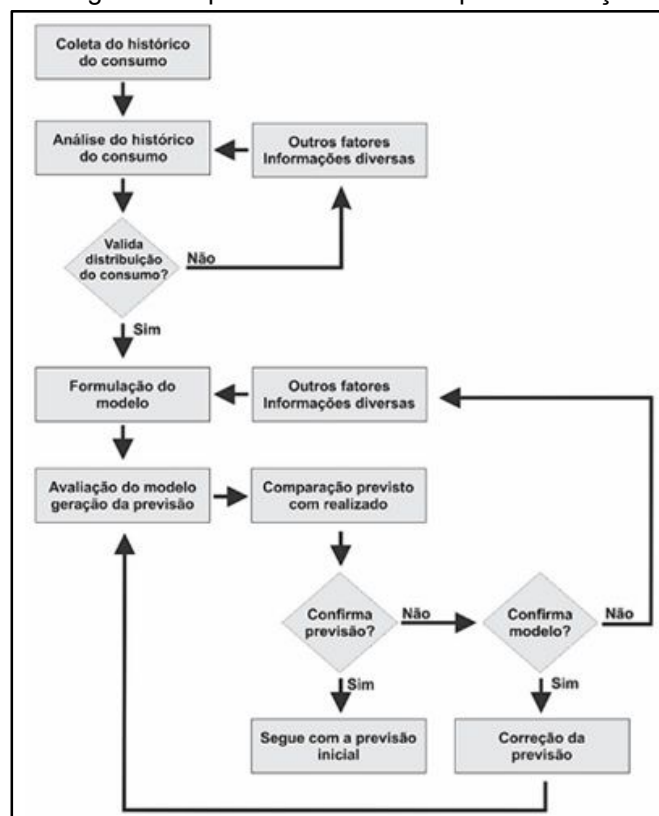 Coleta do histórico
do consumo
Análise do histórico
do consumo
Outros fatores
Informações diversas
Valida
distribuição
do consumo?
Não
Sim
Formulação do
modelo
Outros fatores
Informações diversas
Avaliação do modelo
geração da previsão
Comparação previsto
com realizado
Confirma
previsão?
Não
Confirma
modelo?
Não
Sim
Sim
Segue com a previsão
inicial
Correção da
previsão